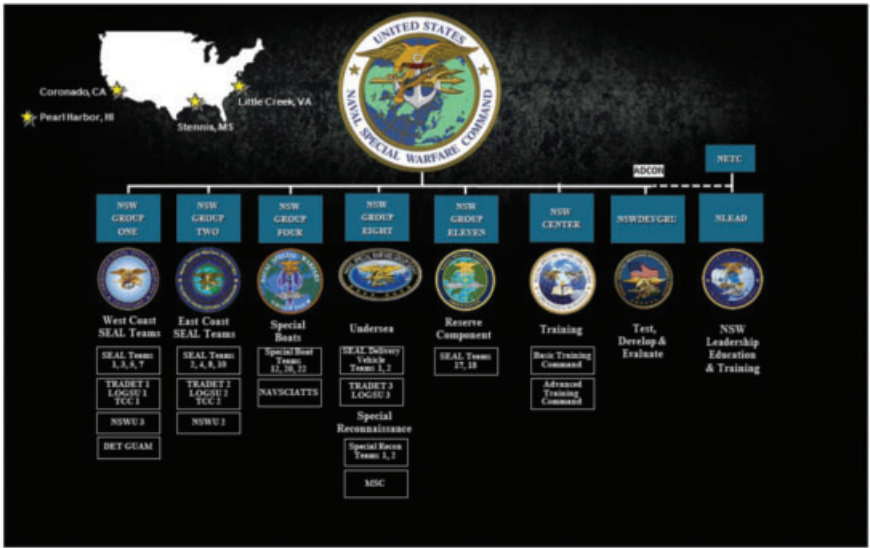 UNITED STATES
NAVAL SPECIAL WARFARE COMMAND
Coronado, CA
Pearl Harbor, HI
Stennis, MS
Little Creek, VA
NETC
ADCON
NSW
GROUP
ONE
NSW
GROUP
TWO
NSW
GROUP
FOUR
NSW
GROUP
EIGHT
NSW
GROUP
ELEVEN
NSW
CENTER
NSWDEVGRU
NLEAD
West Coast
SEAL Teams
SEAL Teams
1, 3, 5, 7
TRADET 1
LOGSU 1
TCC 1
NSWU 3
DET GUAM
East Coast
SEAL Teams
SEAL Teams
2, 4, 8, 10
TRADET 2
LOGSU 2
TCC 2
NSWU 2
Special
Boats
Special Boat
Teams
12, 20, 22
NAVSCIATTS
Undersea
SEAL Delivery
Vehicle
Teams 1, 2
TRADET 3
LOGSU 3
Special
Reconnaissance
Special Recon
Teams 1, 2
MSC
Reserve
Component
SEAL Teams
17, 18
Training
Basic Training
Command
Advanced
Training
Command
Test,
Develop &
Evaluate
NSW
Leadership
Education
& Training